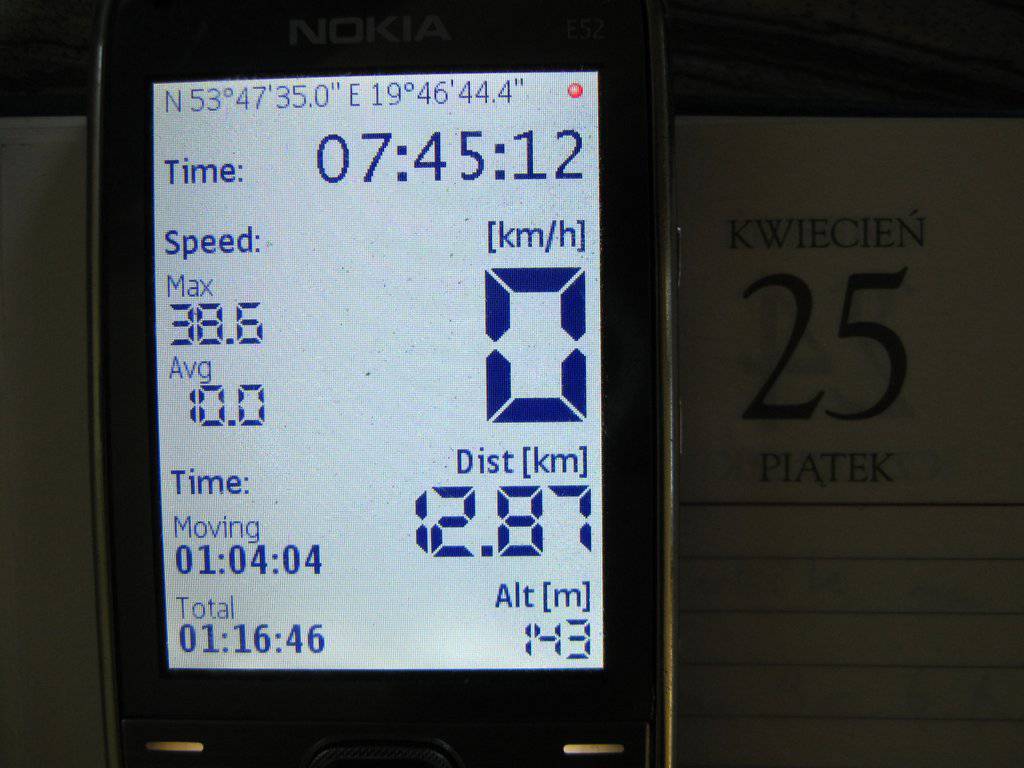 NOKIA E52
N 53°47'35.0" E 19°46'44.4"
Time: 07:45:12
Speed: [km/h]
Max
38.6
0
Avg
10.0
Dist [km]
12.87
Time:
Moving
01:04:04
Alt [m]
143
Total
01:16:46
KWIECIEŃ
25
PIĄTEK